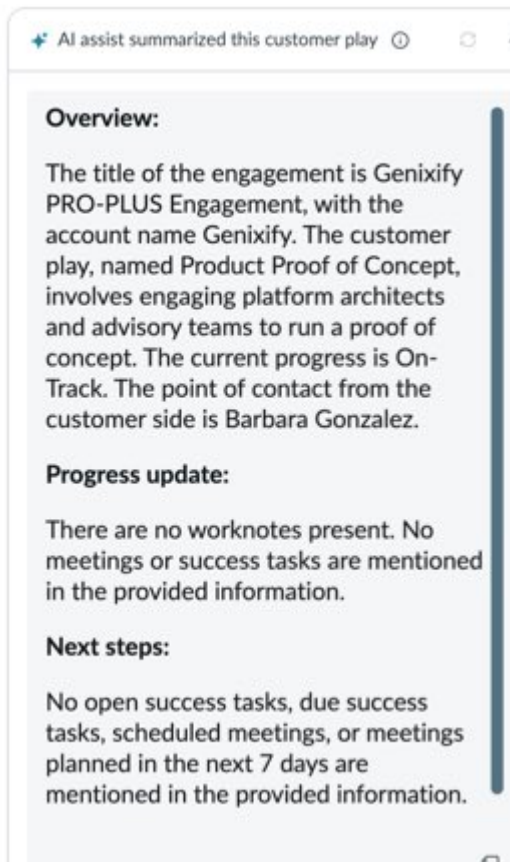 AI assist summarized this customer play
Overview:
The title of the engagement is Genixify
PRO-PLUS Engagement, with the
account name Genixify. The customer
play, named Product Proof of Concept,
involves engaging platform architects
and advisory teams to run a proof of
concept. The current progress is On-
Track. The point of contact from the
customer side is Barbara Gonzalez.
Progress update:
There are no worknotes present. No
meetings or success tasks are mentioned
in the provided information.
Next steps:
No open success tasks, due success
tasks, scheduled meetings, or meetings
planned in the next 7 days are
mentioned in the provided information.